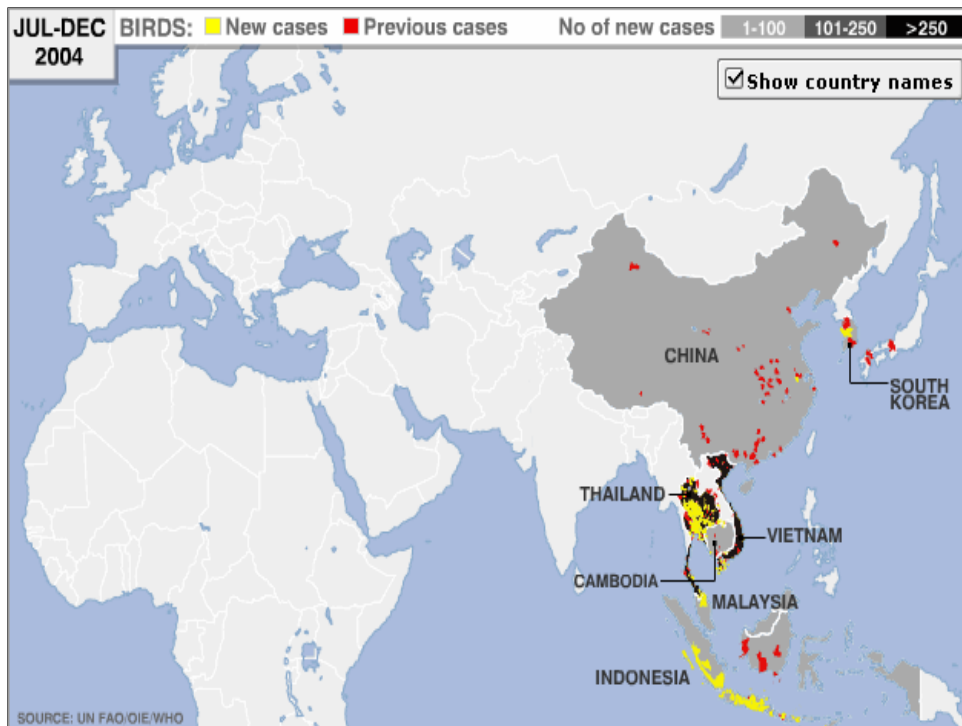 JUL-DEC
2004
BIRDS: New cases Previous cases No of new cases 1-100 101-250 >250
Show country names
CHINA
SOUTH
KOREA
THAILAND
VIETNAM
CAMBODIA
MALAYSIA
INDONESIA
SOURCE: UN FAO/OIE/WHO